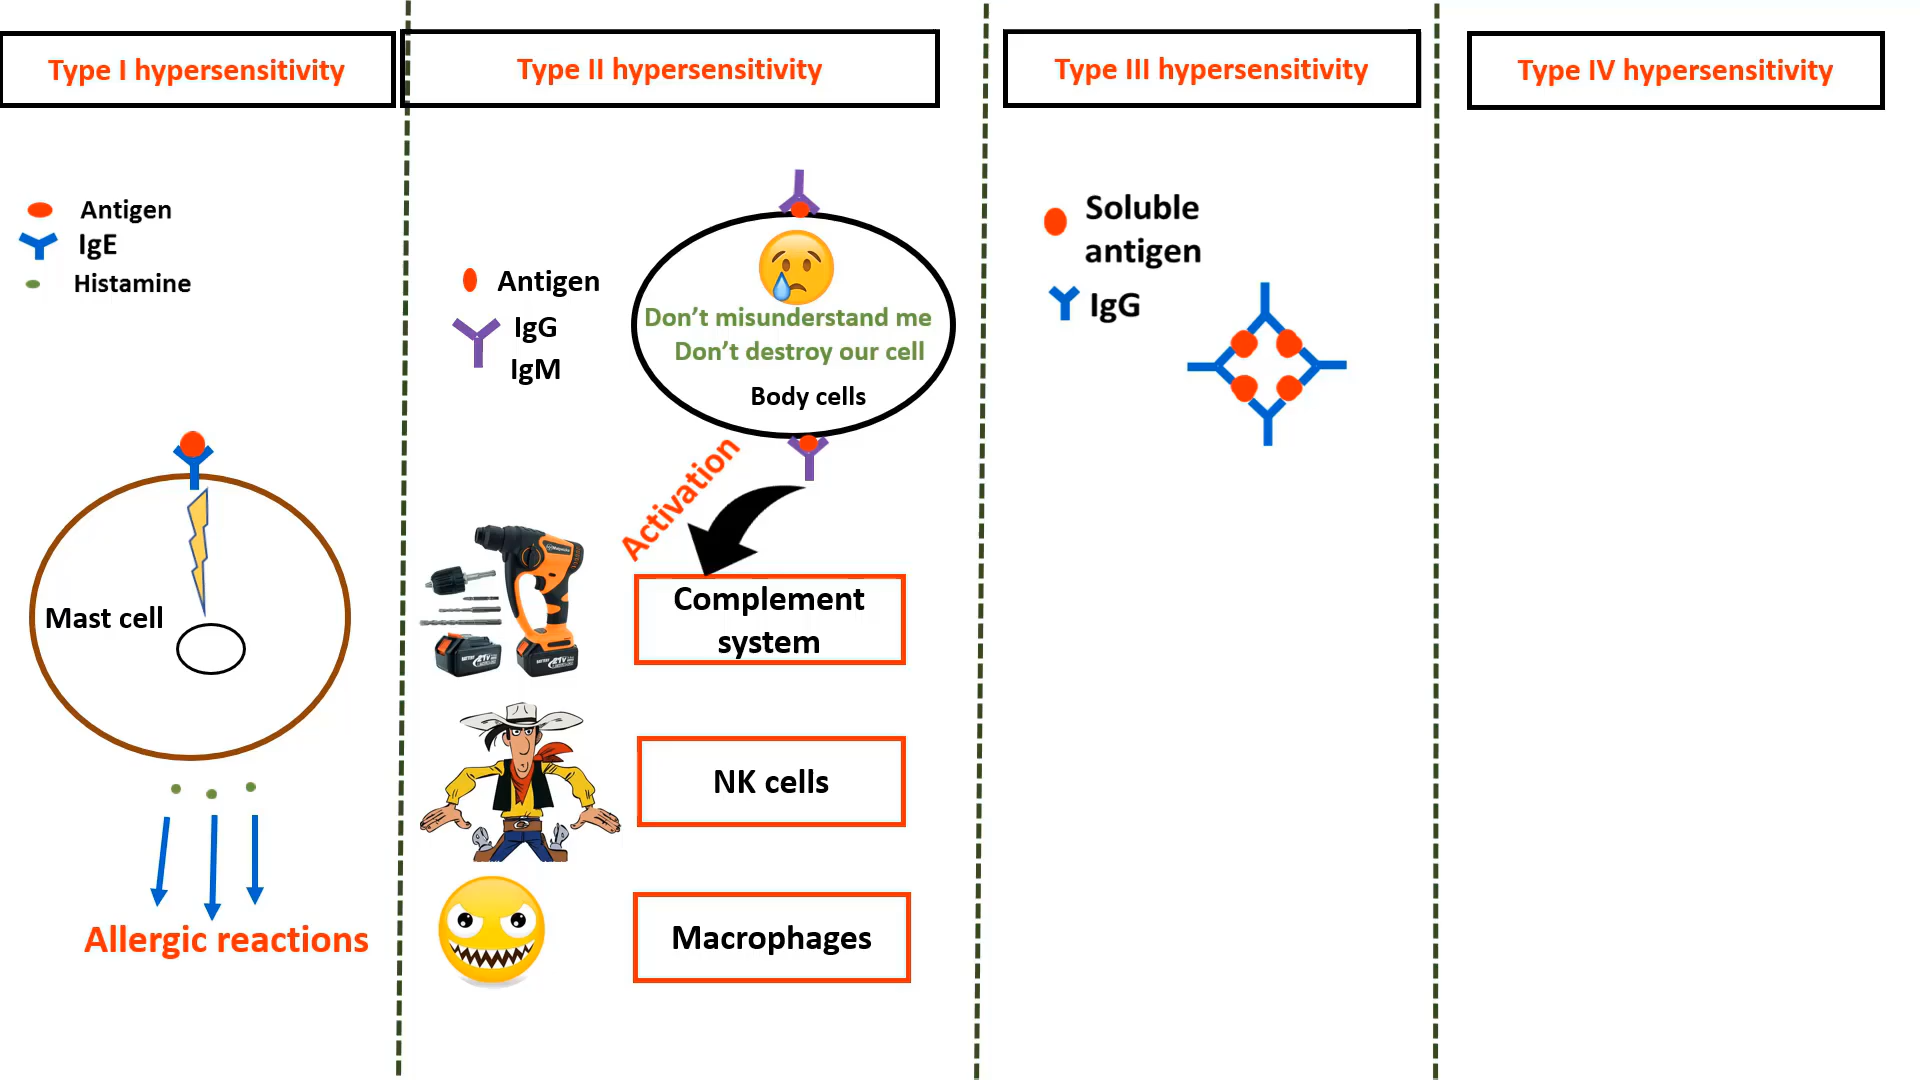 Type I hypersensitivity
Type II hypersensitivity
Type III hypersensitivity
Type IV hypersensitivity
Antigen
IgE
Histamine
Mast cell
Allergic reactions
Antigen
IgG
IgM
Don't misunderstand me
Don't destroy our cell
Body cells
Activation
Complement
system
NK cells
Macrophages
Soluble
antigen
IgG